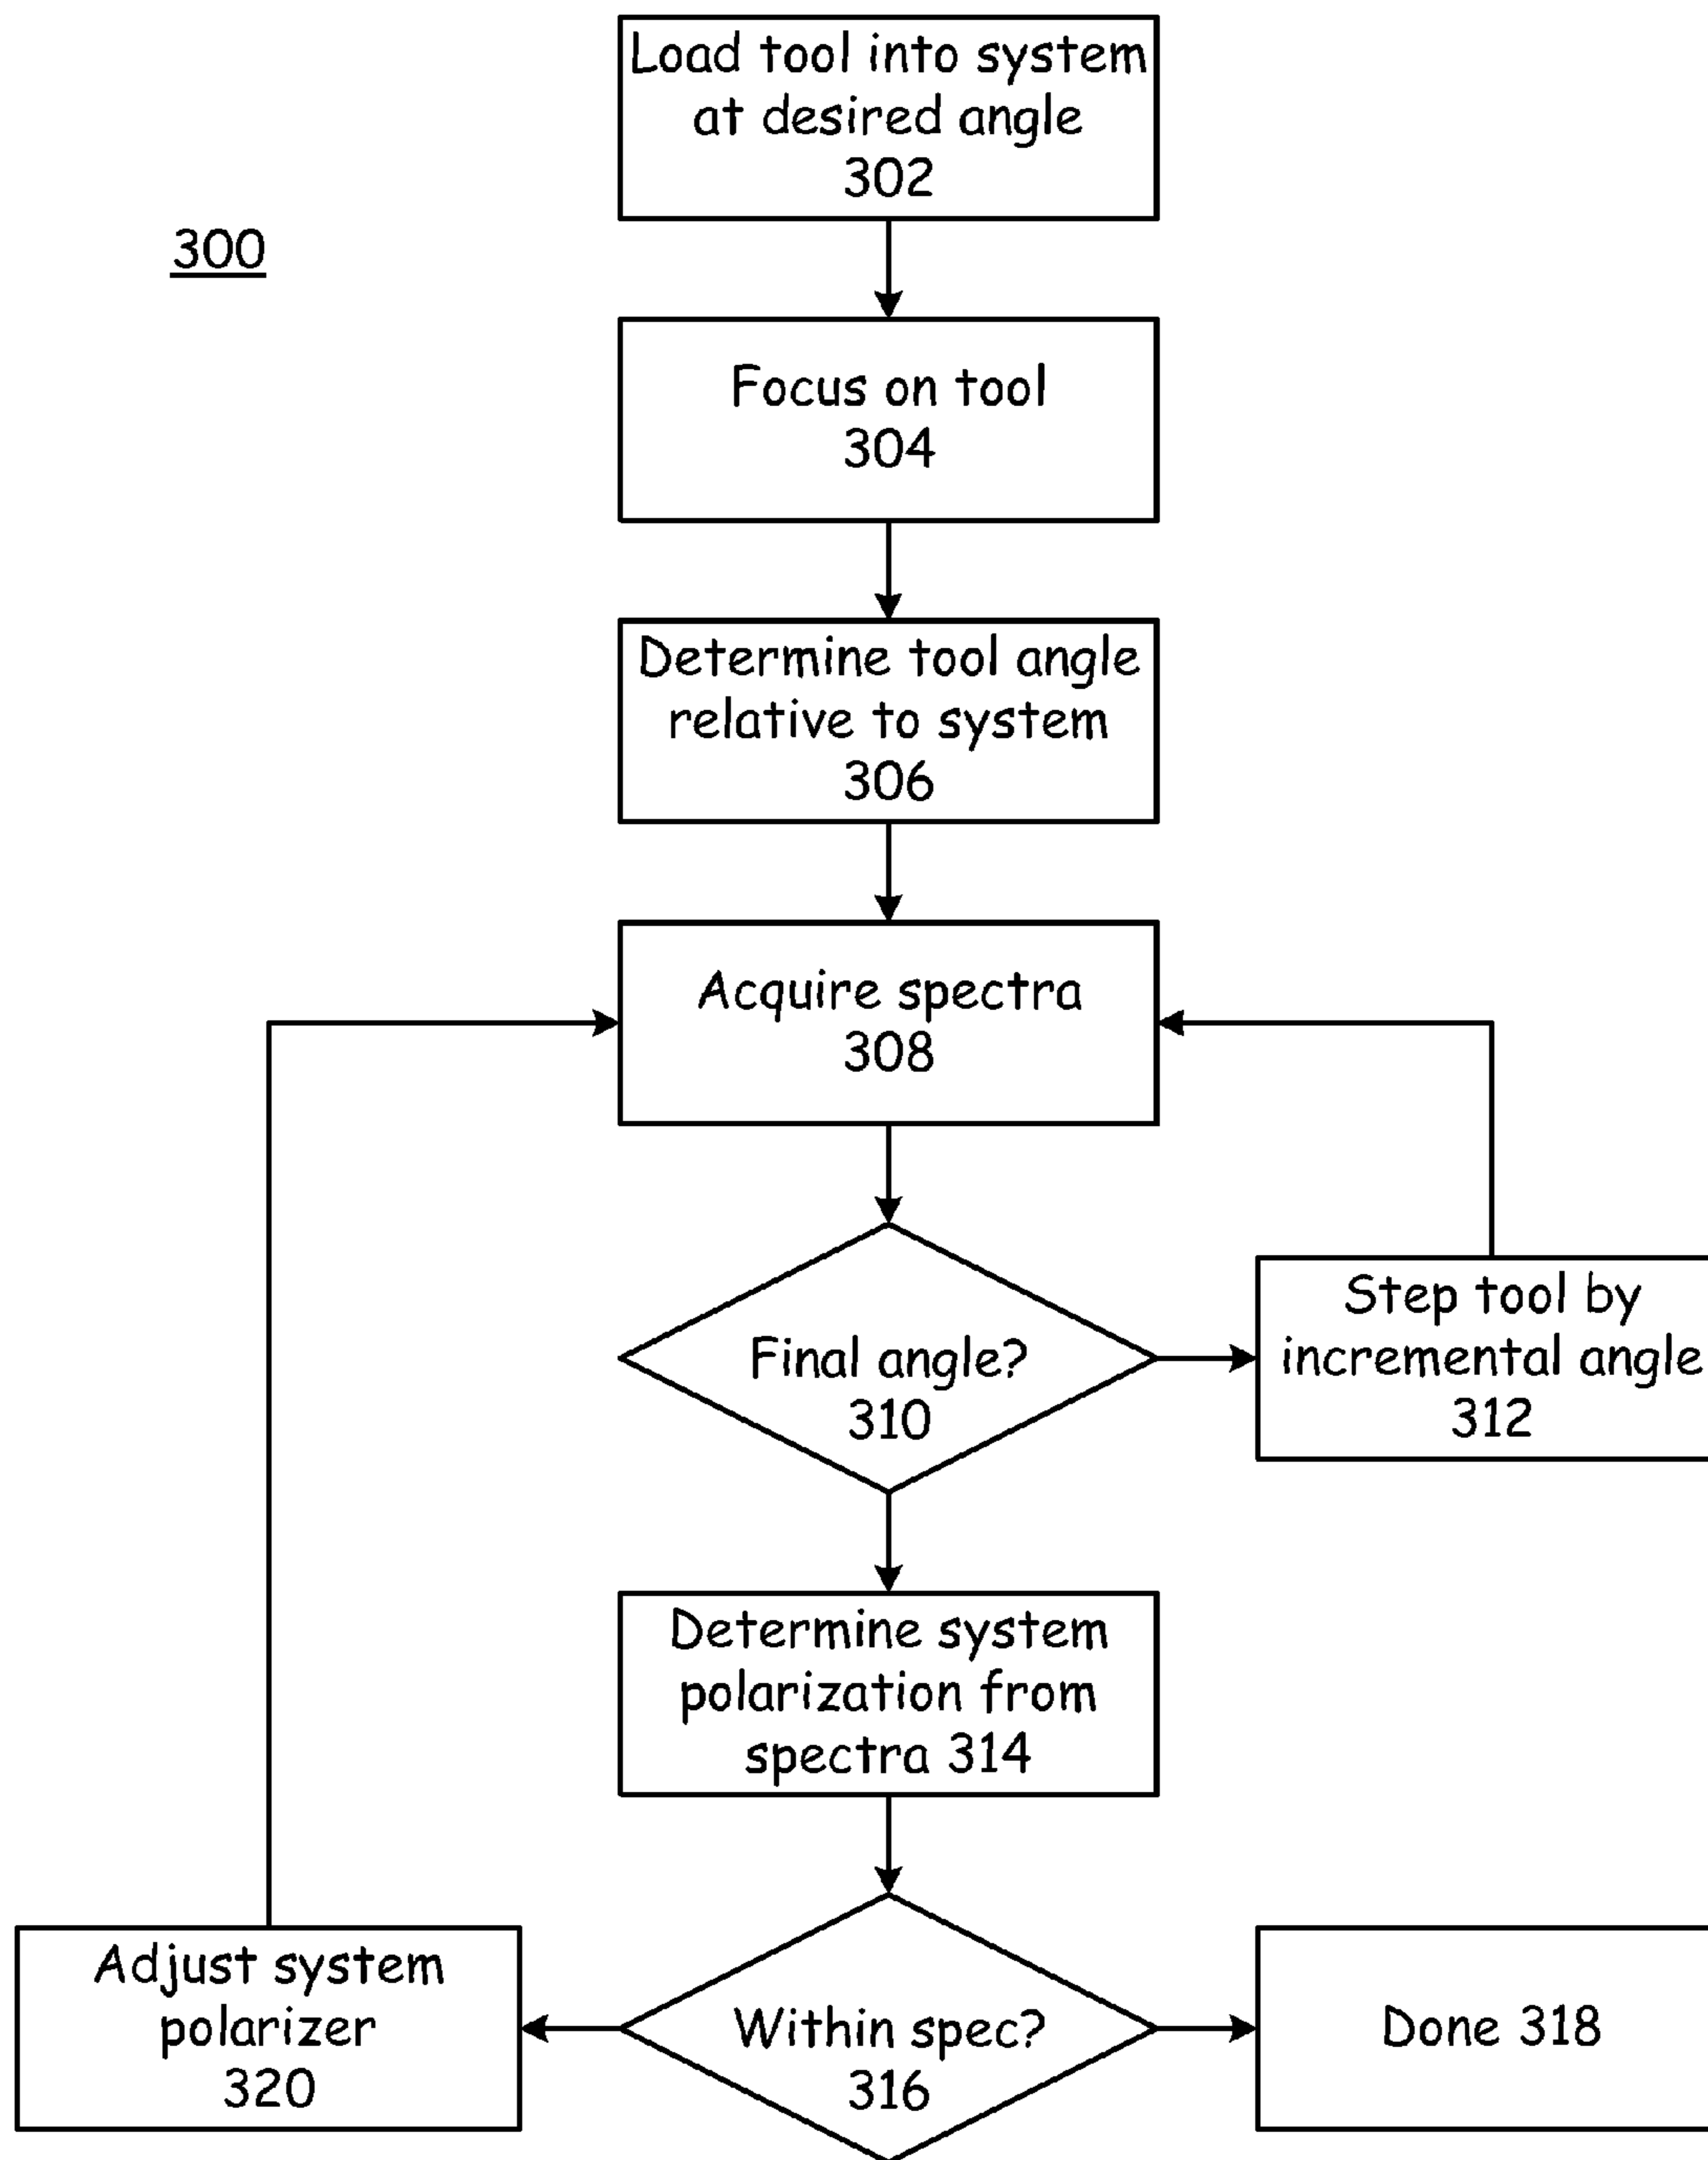 Load tool into system
at desired angle
302
300
Focus on tool
304
Determine tool angle
relative to system
306
Acquire spectra
308
Final angle?
310
Step tool by
incremental angle
312
Determine system
polarization from
spectra 314
Adjust system
polarizer
320
Within spec?
316
Done 318